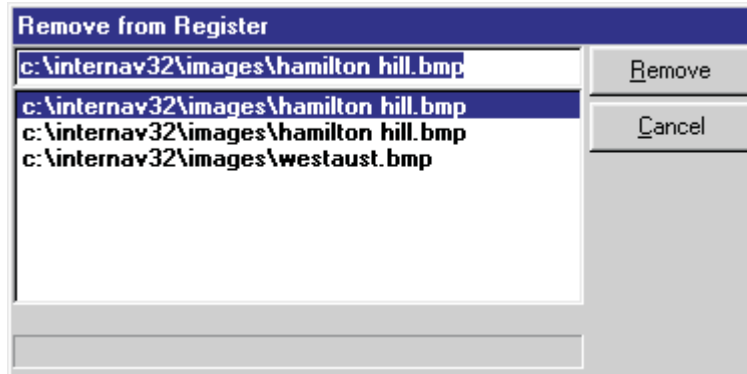 Remove from Register
c:\internav32\images\hamilton hill.bmp
Remove
c:\internav32\images\hamilton hill.bmp
c:\internav32\images\hamilton hill.bmp
Cancel
c:\internav32\images\westaust.bmp